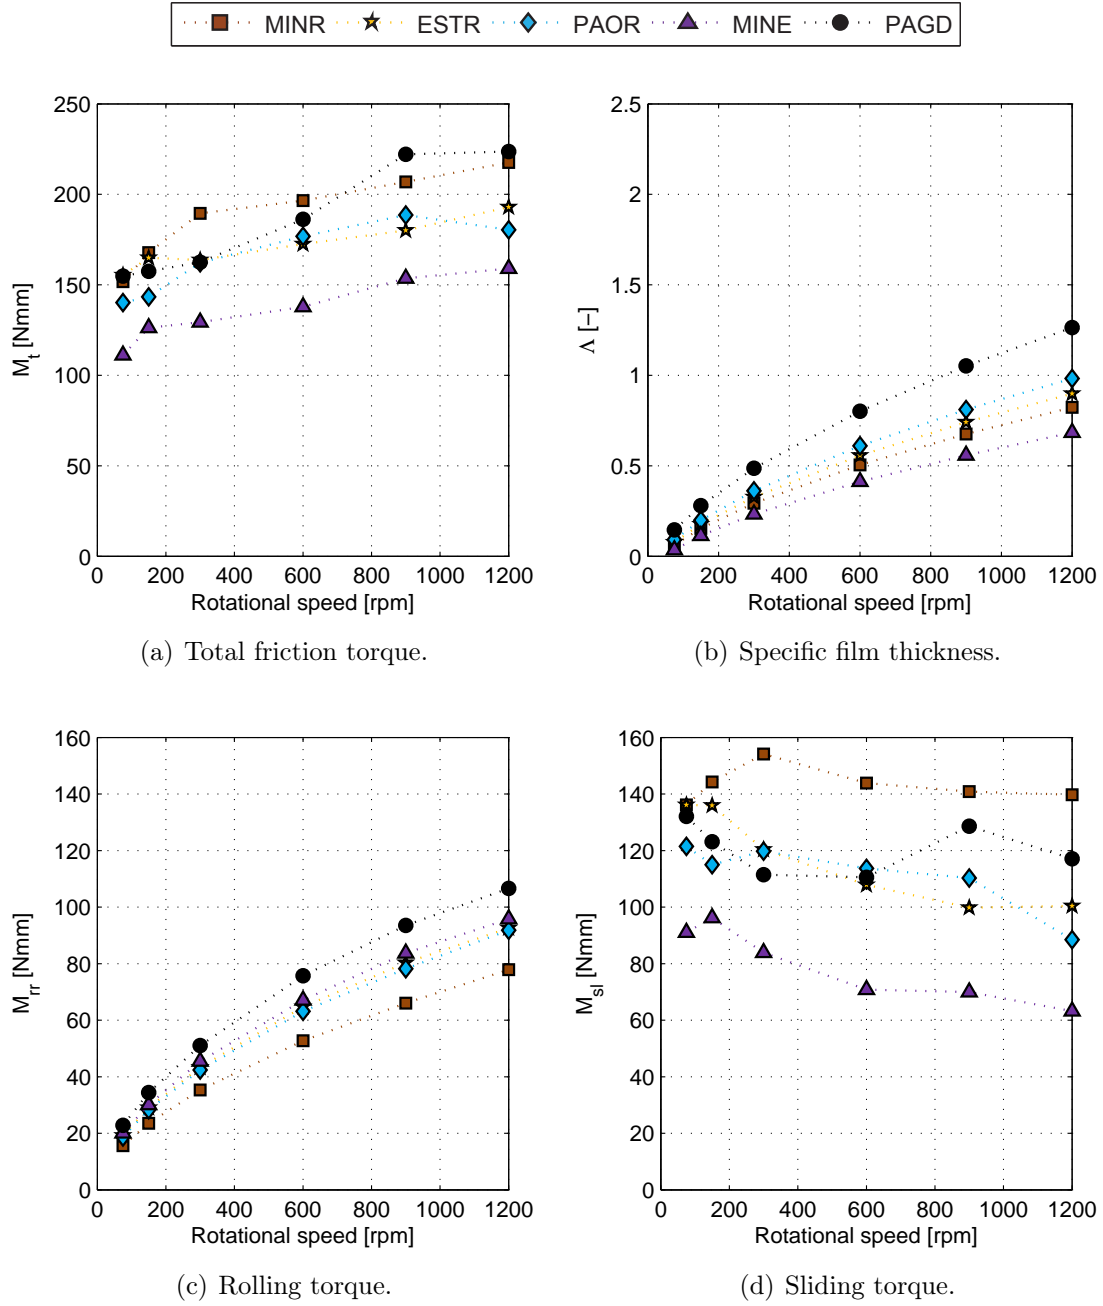 MINR ESTR PAOR MINE PAGD
250
200
150
100
50
0
M_t [Nmm]
0 200 400 600 800 1000 1200
Rotational speed [rpm]
(a) Total friction torque.
2.5
2
1.5
1
0.5
0
Λ [−]
0 200 400 600 800 1000 1200
Rotational speed [rpm]
(b) Specific film thickness.
160
140
120
100
80
60
40
20
0
M_rr [Nmm]
0 200 400 600 800 1000 1200
Rotational speed [rpm]
(c) Rolling torque.
160
140
120
100
80
60
40
20
0
M_sl [Nmm]
0 200 400 600 800 1000 1200
Rotational speed [rpm]
(d) Sliding torque.